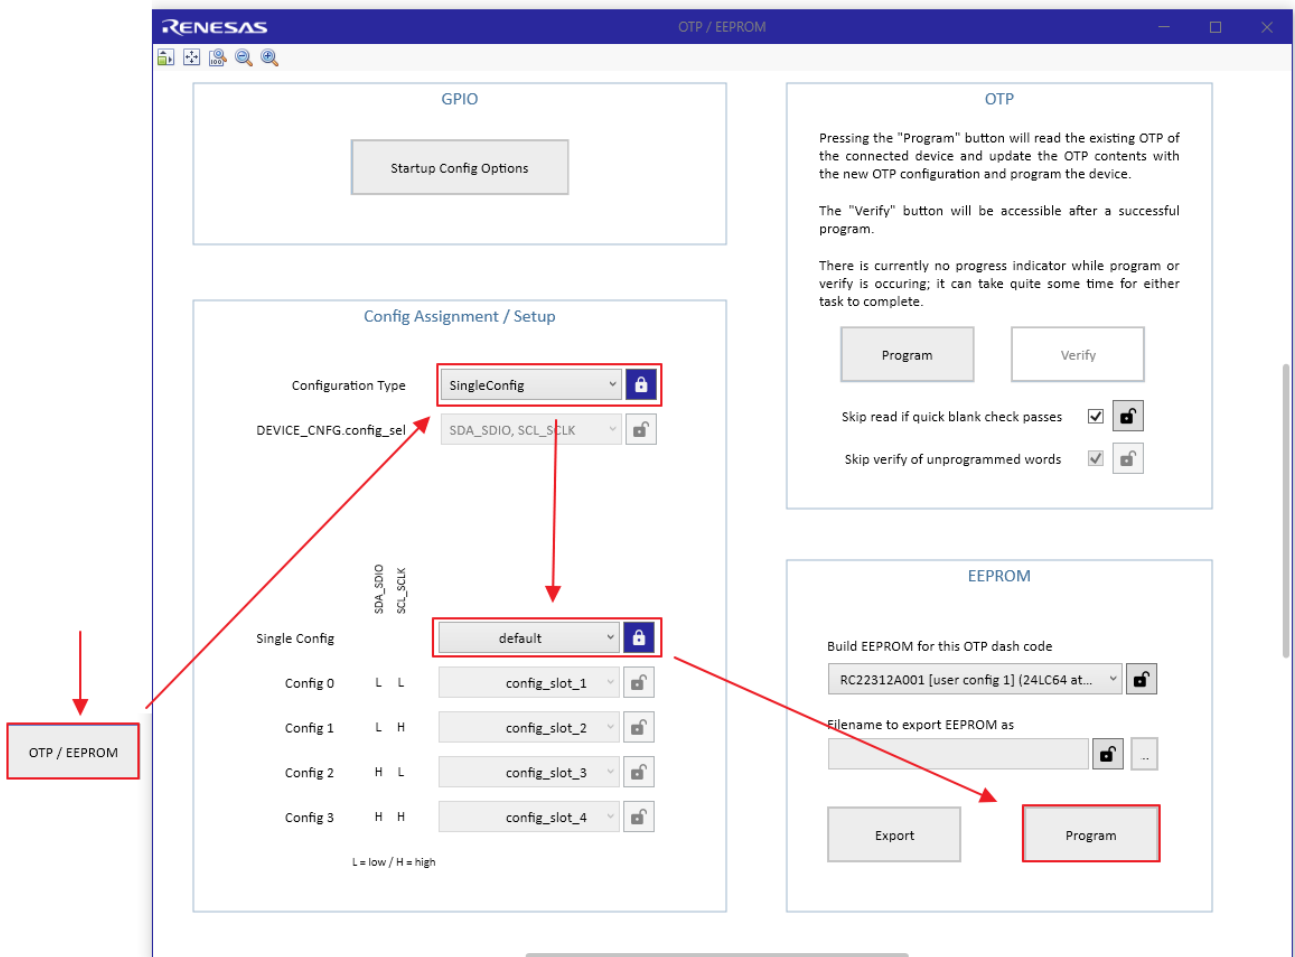 RENESAS
OTP / EEPROM
GPIO
Startup Config Options
Config Assignment / Setup
Configuration Type
SingleConfig
DEVICE_CNFG.config_sel
SDA_SDIO, SCL_SCLK
SDA_SDIO
SCL_SCLK
Single Config
default
Config 0 L L config_slot_1
Config 1 L H config_slot_2
Config 2 H L config_slot_3
Config 3 H H config_slot_4
L = low / H = high
OTP / EEPROM
OTP
Pressing the "Program" button will read the existing OTP of
the connected device and update the OTP contents with
the new OTP configuration and program the device.
The "Verify" button will be accessible after a successful
program.
There is currently no progress indicator while program or
verify is occuring; it can take quite some time for either
task to complete.
Program
Verify
Skip read if quick blank check passes
Skip verify of unprogrammed words
EEPROM
Build EEPROM for this OTP dash code
RC22312A001 [user config 1] (24LC64 at...
Filename to export EEPROM as
..
Export
Program